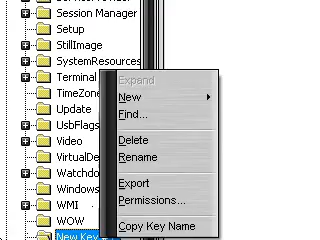 ServiceProvider
Session Manager
Setup
StillImage
SystemResources
Terminal
TimeZone
Update
UsbFlags
Video
VirtualDe
Watchdo
Windows
WMI
WOW
New Key
Expand
New
Find...
Delete
Rename
Export
Permissions...
Copy Key Name